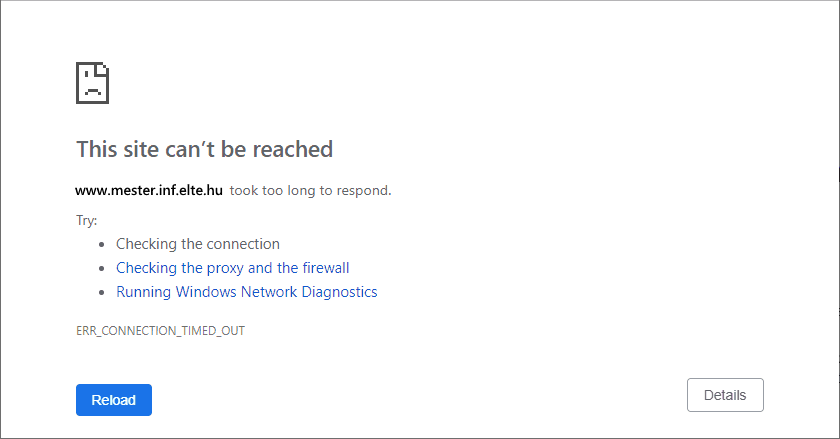 This site can't be reached
www.mester.inf.elte.hu took too long to respond.
Try:
• Checking the connection
• Checking the proxy and the firewall
• Running Windows Network Diagnostics
ERR_CONNECTION_TIMED_OUT
Reload
Details